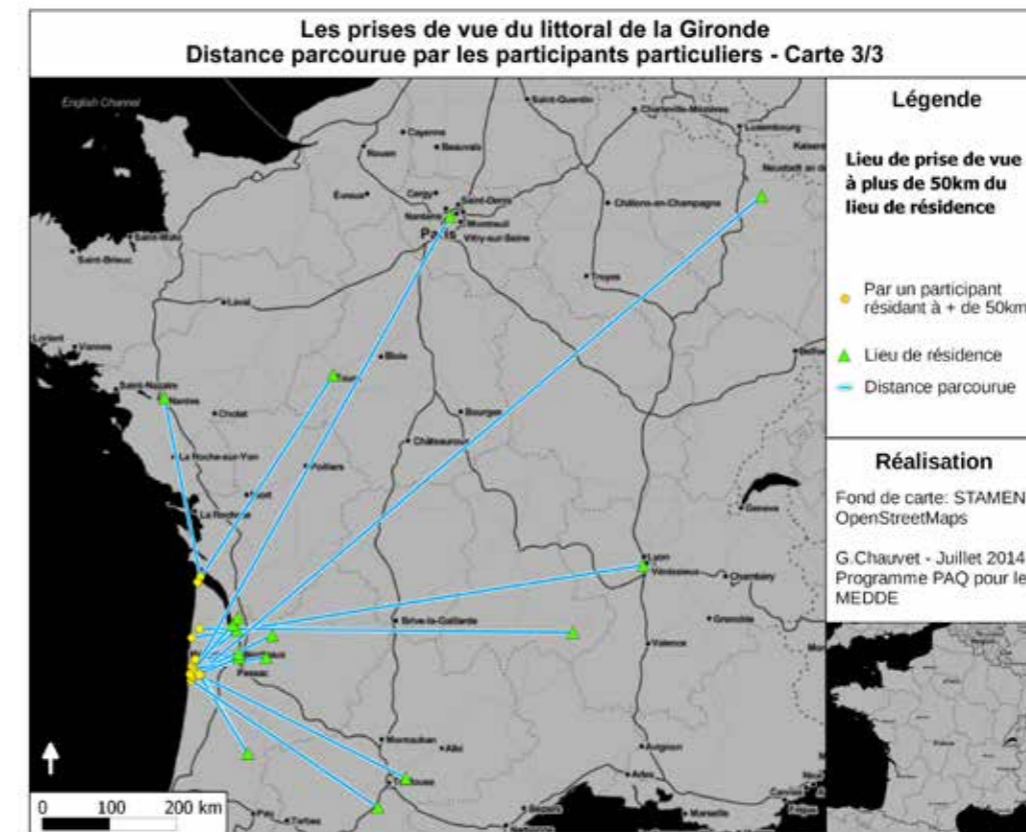 Les prises de vue du littoral de la Gironde
Distance parcourue par les participants particuliers - Carte 3/3
Légende
Lieu de prise de vue
à plus de 50km du
lieu de résidence
Par un participant
résidant à + de 50km
Lieu de résidence
Distance parcourue
Réalisation
Fond de carte: STAMEN
OpenStreetMaps
G.Chauvet - Juillet 2014
Programme PAQ pour le
MEDDE
English Channel
Saint-Quentin
Charleville-Mézières
Luxembourg
Cayenne
Rouen
Beauvais
Évreux
Cergy
Saint-Denis
Nanterre
Montreuil
Paris
Vitry-sur-Seine
Châlons-en-Champagne
Saint-Malo
Saint-Brieuc
Troyes
Laval
Lorient
Vannes
Blois
Tours
Saint-Nazaire
Nantes
Cholet
Bourges
Châteauroux
La Roche-sur-Yon
Poitiers
Niort
La Rochelle
Geneva
Lyon
Vénissieux
Chambéry
Brive-la-Gaillarde
Grenoble
Valence
Pessac
Montauban
Albi
Avignon
Toulouse
Arles
Pau
Tarbes
Béziers
Marseille
0 100 200 km